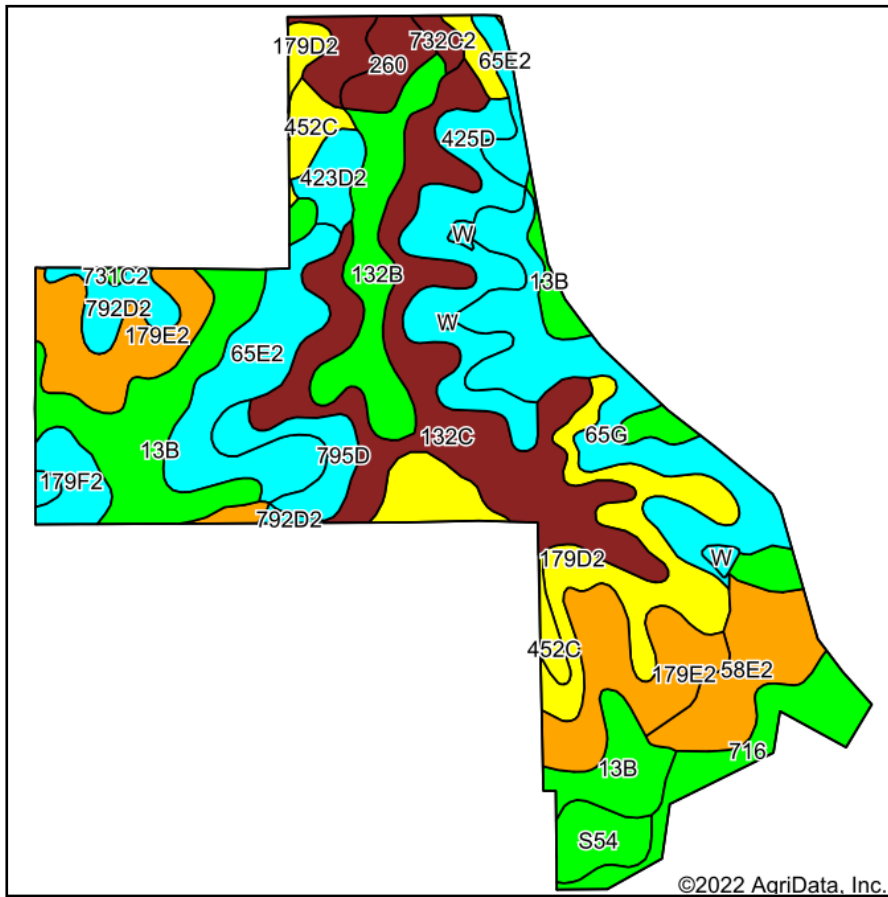 179D2
732C2
260
65E2
452C
425D
423D2
W
731C2
132B
13B
792D2
W
179E2
65E2
65G
132C
13B
795D
179F2
792D2
179D2
W
452C
179E2
58E2
716
13B
S54
©2022 AgriData, Inc.